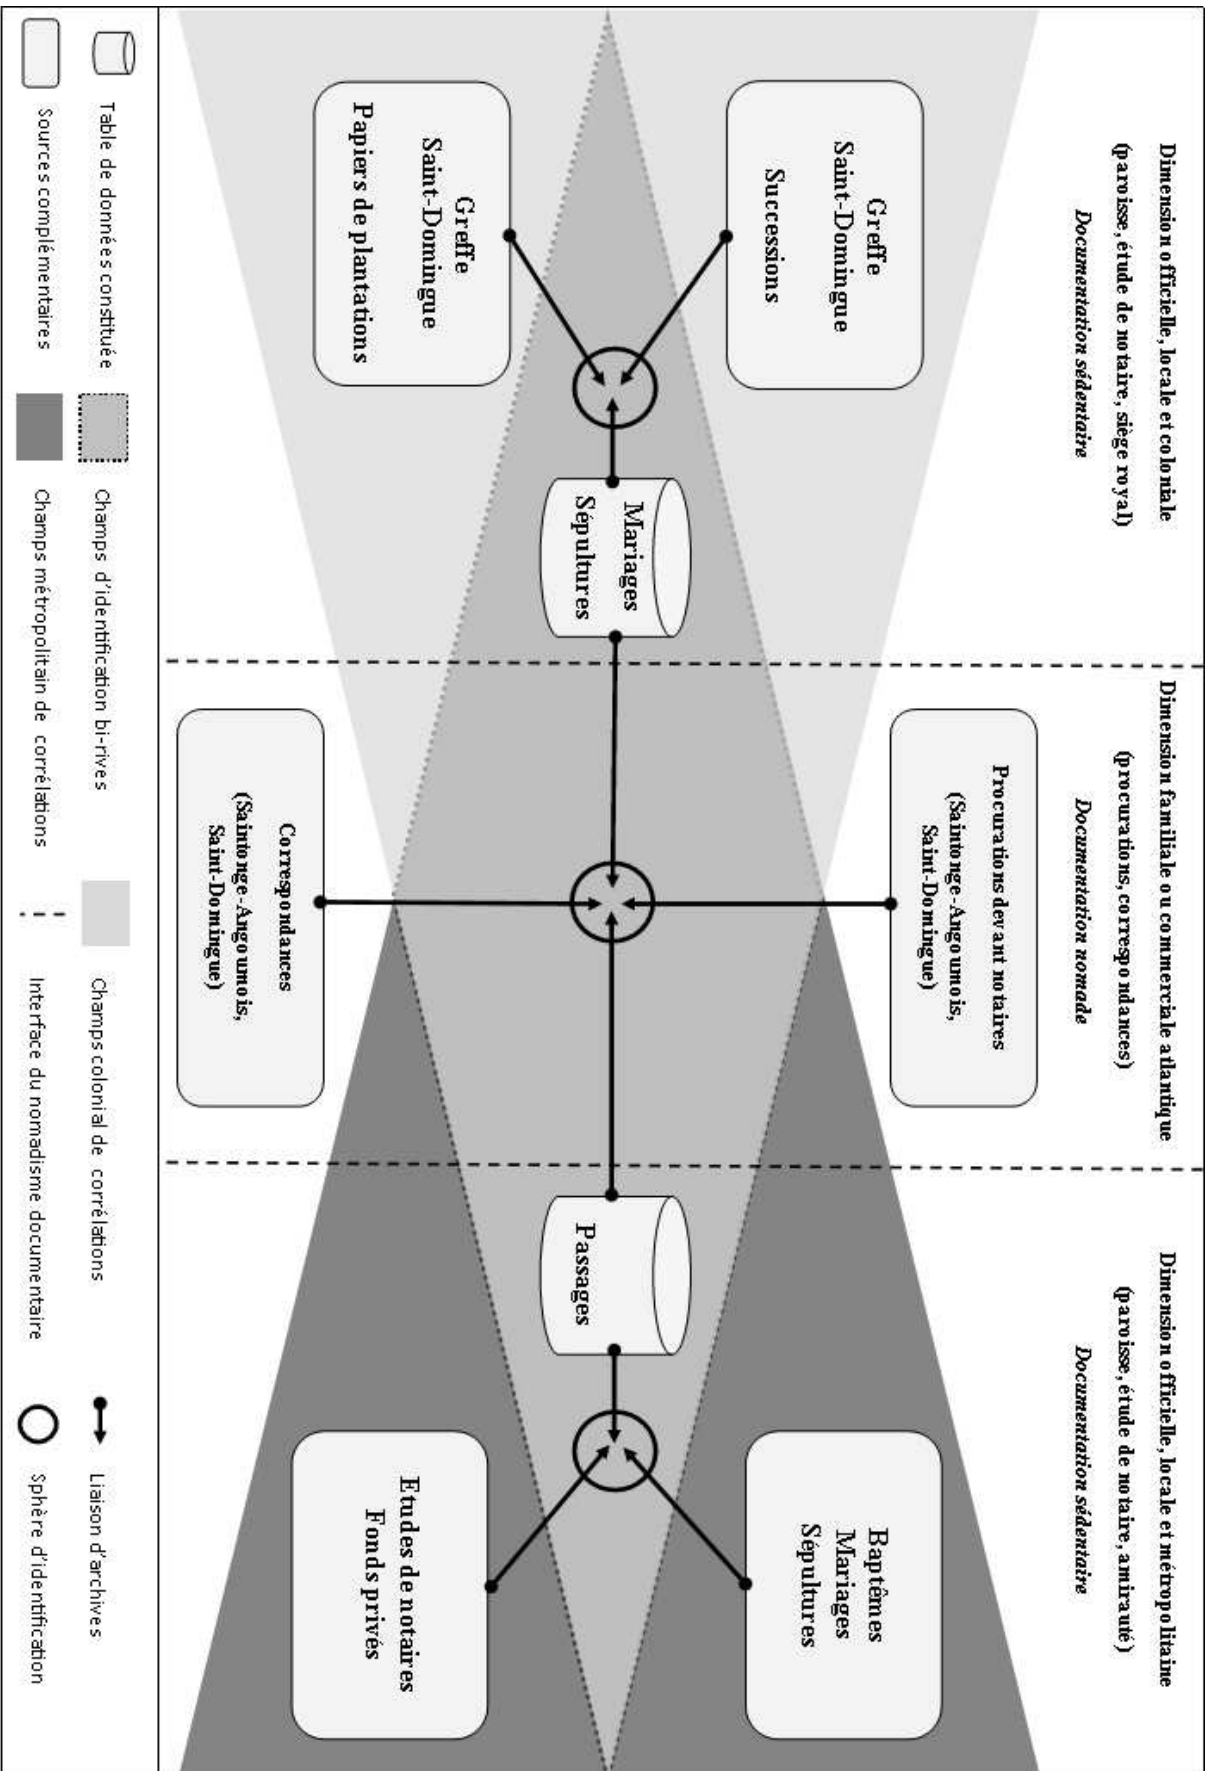 Dimension officielle, locale et coloniale
(paroisse, étude de notaire, siège royal)
Documentation sédentaire
Dimension familiale ou commerciale atlantique
(procurations, correspondances)
Documentation nomade
Dimension officielle, locale et métropolitaine
(paroisse, étude de notaire, amirauté)
Documentation sédentaire
Greffe
Saint-Domingue
Successions
Procurations devant notaires
(Saintonge-Angoumois,
Saint-Domingue)
Baptêmes
Mariages
Sépultures
Mariages
Sépultures
Passages
Greffe
Saint-Domingue
Papiers de plantations
Correspondances
(Saintonge-Angoumois,
Saint-Domingue)
Etudes de notaires
Fonds privés
Table de données constituée
Champs d'identification bi-rives
Champs colonial de corrélations
Liaison d'archives
Sources complémentaires
Champs métropolitain de corrélations
Interface du nomadisme documentaire
Sphère d'identification